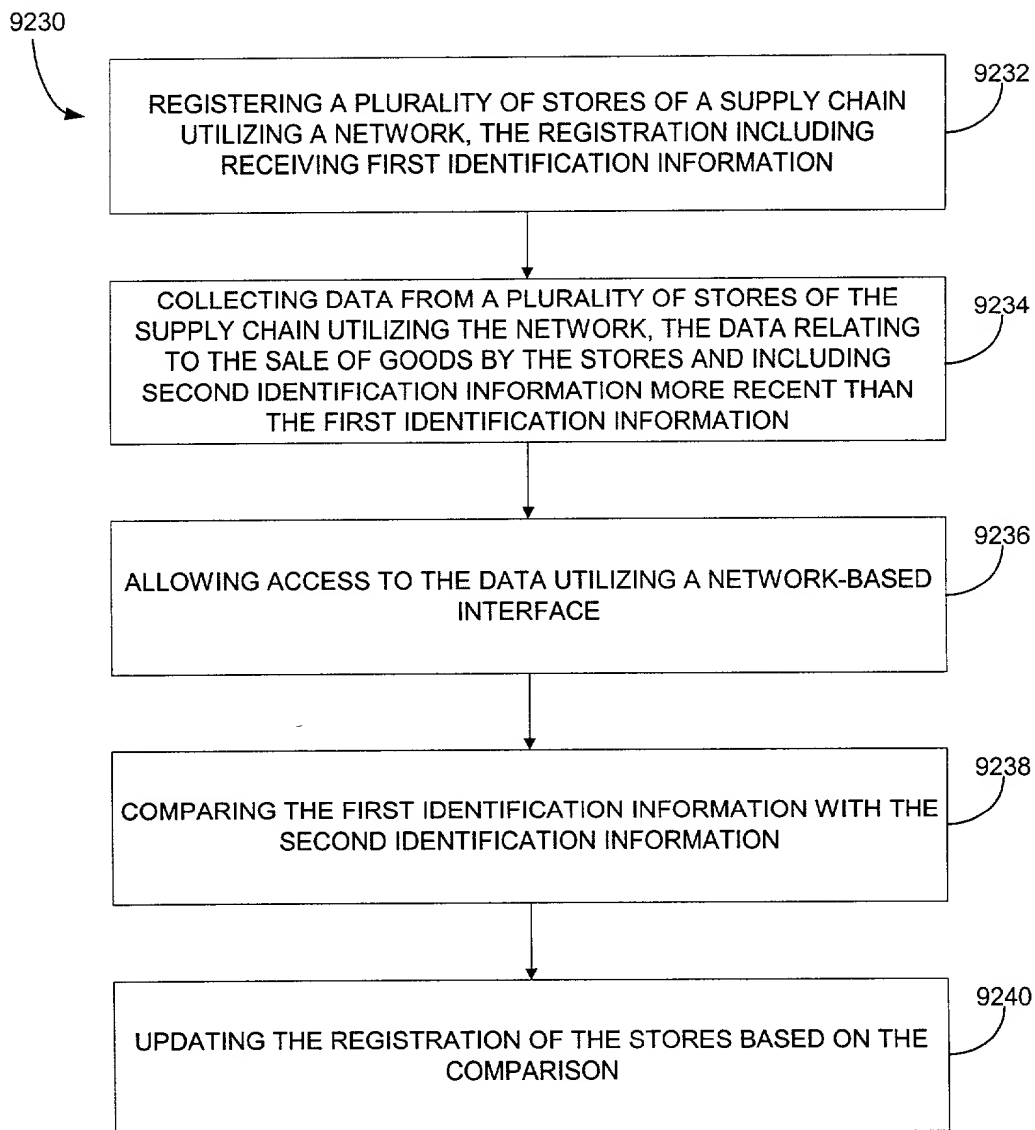 9230
9232
REGISTERING A PLURALITY OF STORES OF A SUPPLY CHAIN
UTILIZING A NETWORK, THE REGISTRATION INCLUDING
RECEIVING FIRST IDENTIFICATION INFORMATION
9234
COLLECTING DATA FROM A PLURALITY OF STORES OF THE
SUPPLY CHAIN UTILIZING THE NETWORK, THE DATA RELATING
TO THE SALE OF GOODS BY THE STORES AND INCLUDING
SECOND IDENTIFICATION INFORMATION MORE RECENT THAN
THE FIRST IDENTIFICATION INFORMATION
9236
ALLOWING ACCESS TO THE DATA UTILIZING A NETWORK-BASED
INTERFACE
9238
COMPARING THE FIRST IDENTIFICATION INFORMATION WITH THE
SECOND IDENTIFICATION INFORMATION
9240
UPDATING THE REGISTRATION OF THE STORES BASED ON THE
COMPARISON